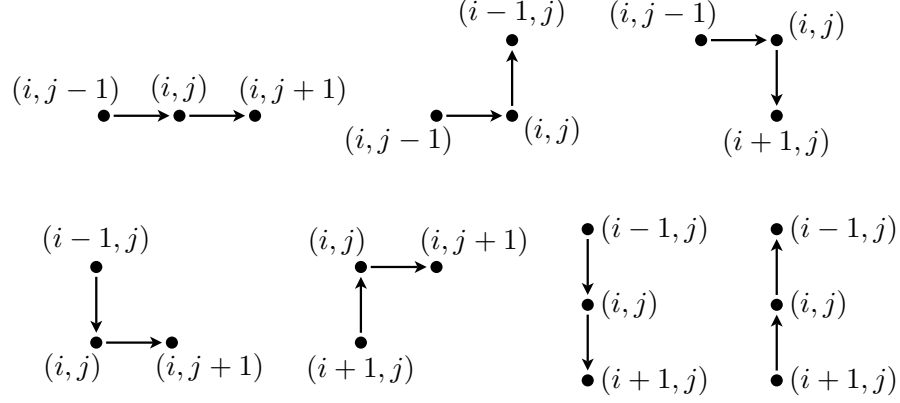 (i − 1, j)
(i, j − 1)
(i, j)
(i, j − 1)
(i, j)
(i, j + 1)
(i, j − 1)
(i, j)
(i + 1, j)
(i − 1, j)
(i, j)
(i, j + 1)
(i, j)
(i, j + 1)
(i + 1, j)
(i − 1, j)
(i, j)
(i + 1, j)
(i − 1, j)
(i, j)
(i + 1, j)